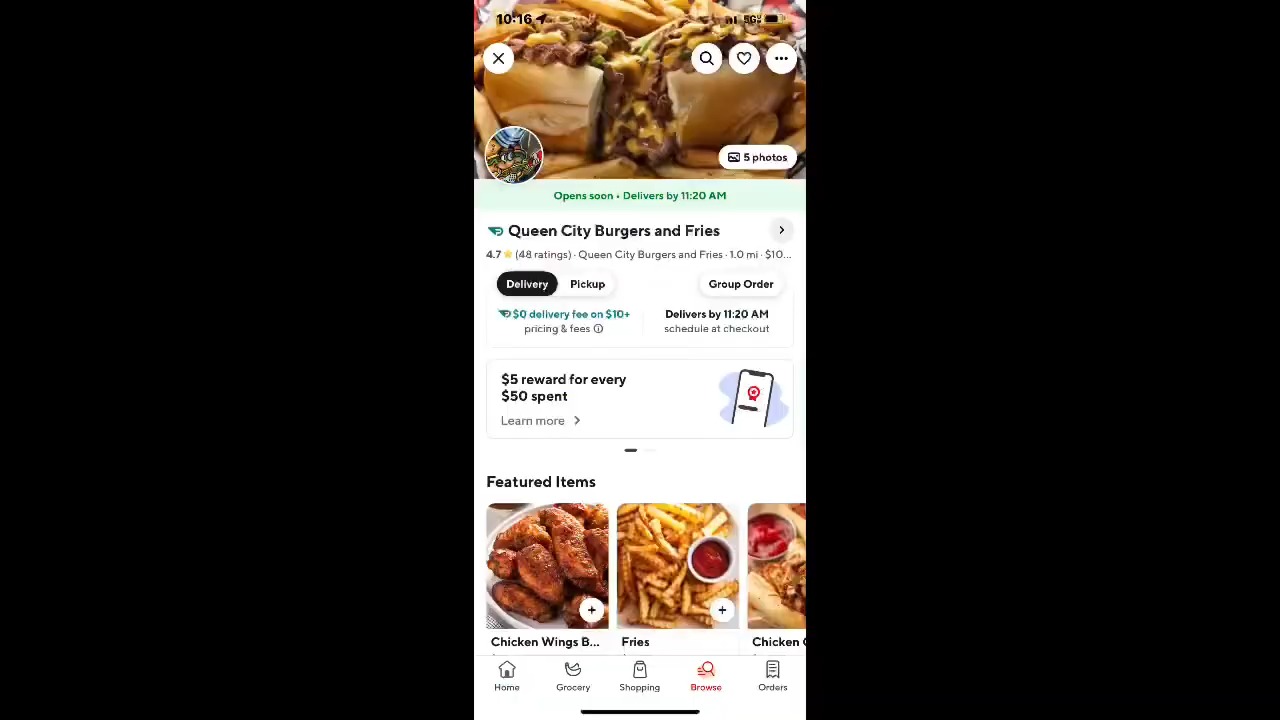 10:16
5G
5 photos
Opens soon • Delivers by 11:20 AM
Queen City Burgers and Fries
4.7 (48 ratings) · Queen City Burgers and Fries · 1.0 mi · $10...
Delivery
Pickup
Group Order
$0 delivery fee on $10+
Delivers by 11:20 AM
pricing & fees
schedule at checkout
$5 reward for every
$50 spent
Learn more
Featured Items
Chicken Wings B...
Fries
Chicken
Home
Grocery
Shopping
Browse
Orders